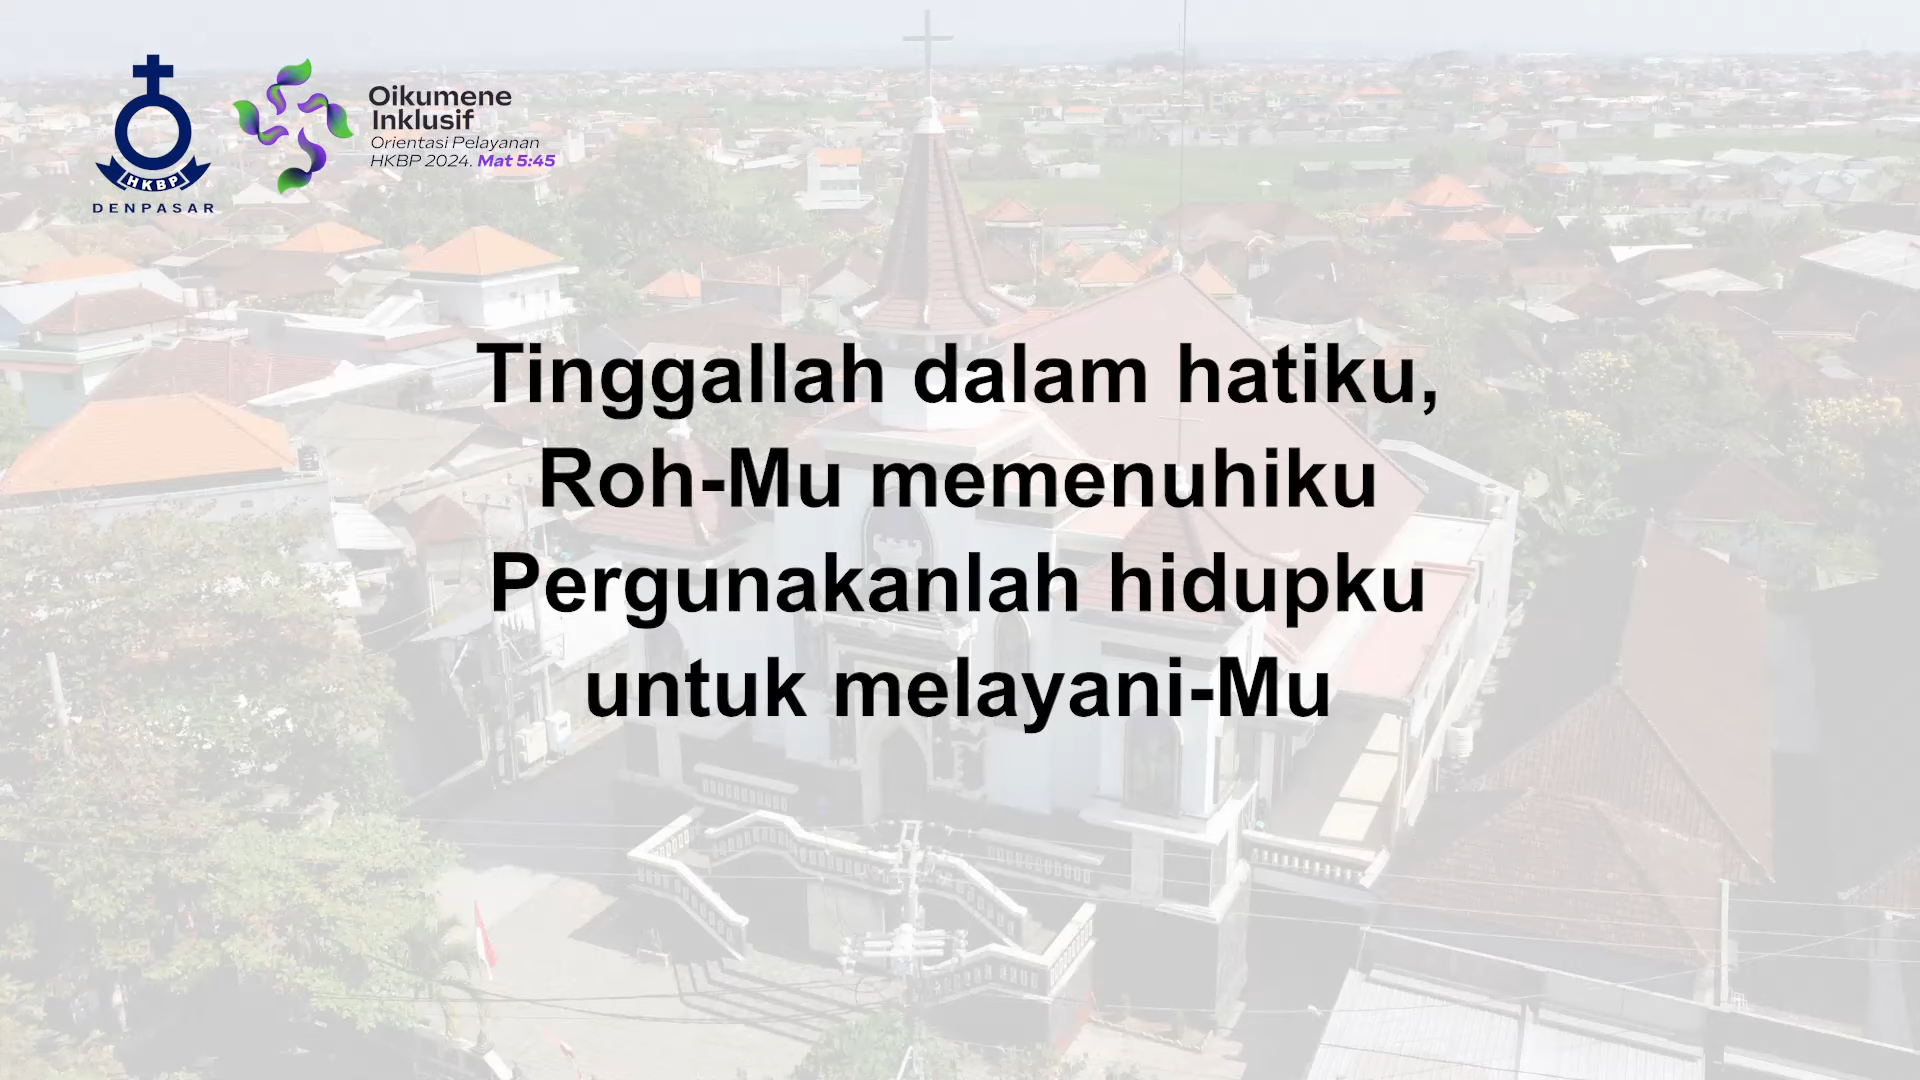 HKBP
DENPASAR
Oikumene
Inklusif
Orientasi Pelayanan
HKBP 2024. Mat 5:45
Tinggallah dalam hatiku,
Roh-Mu memenuhiku
Pergunakanlah hidupku
untuk melayani-Mu